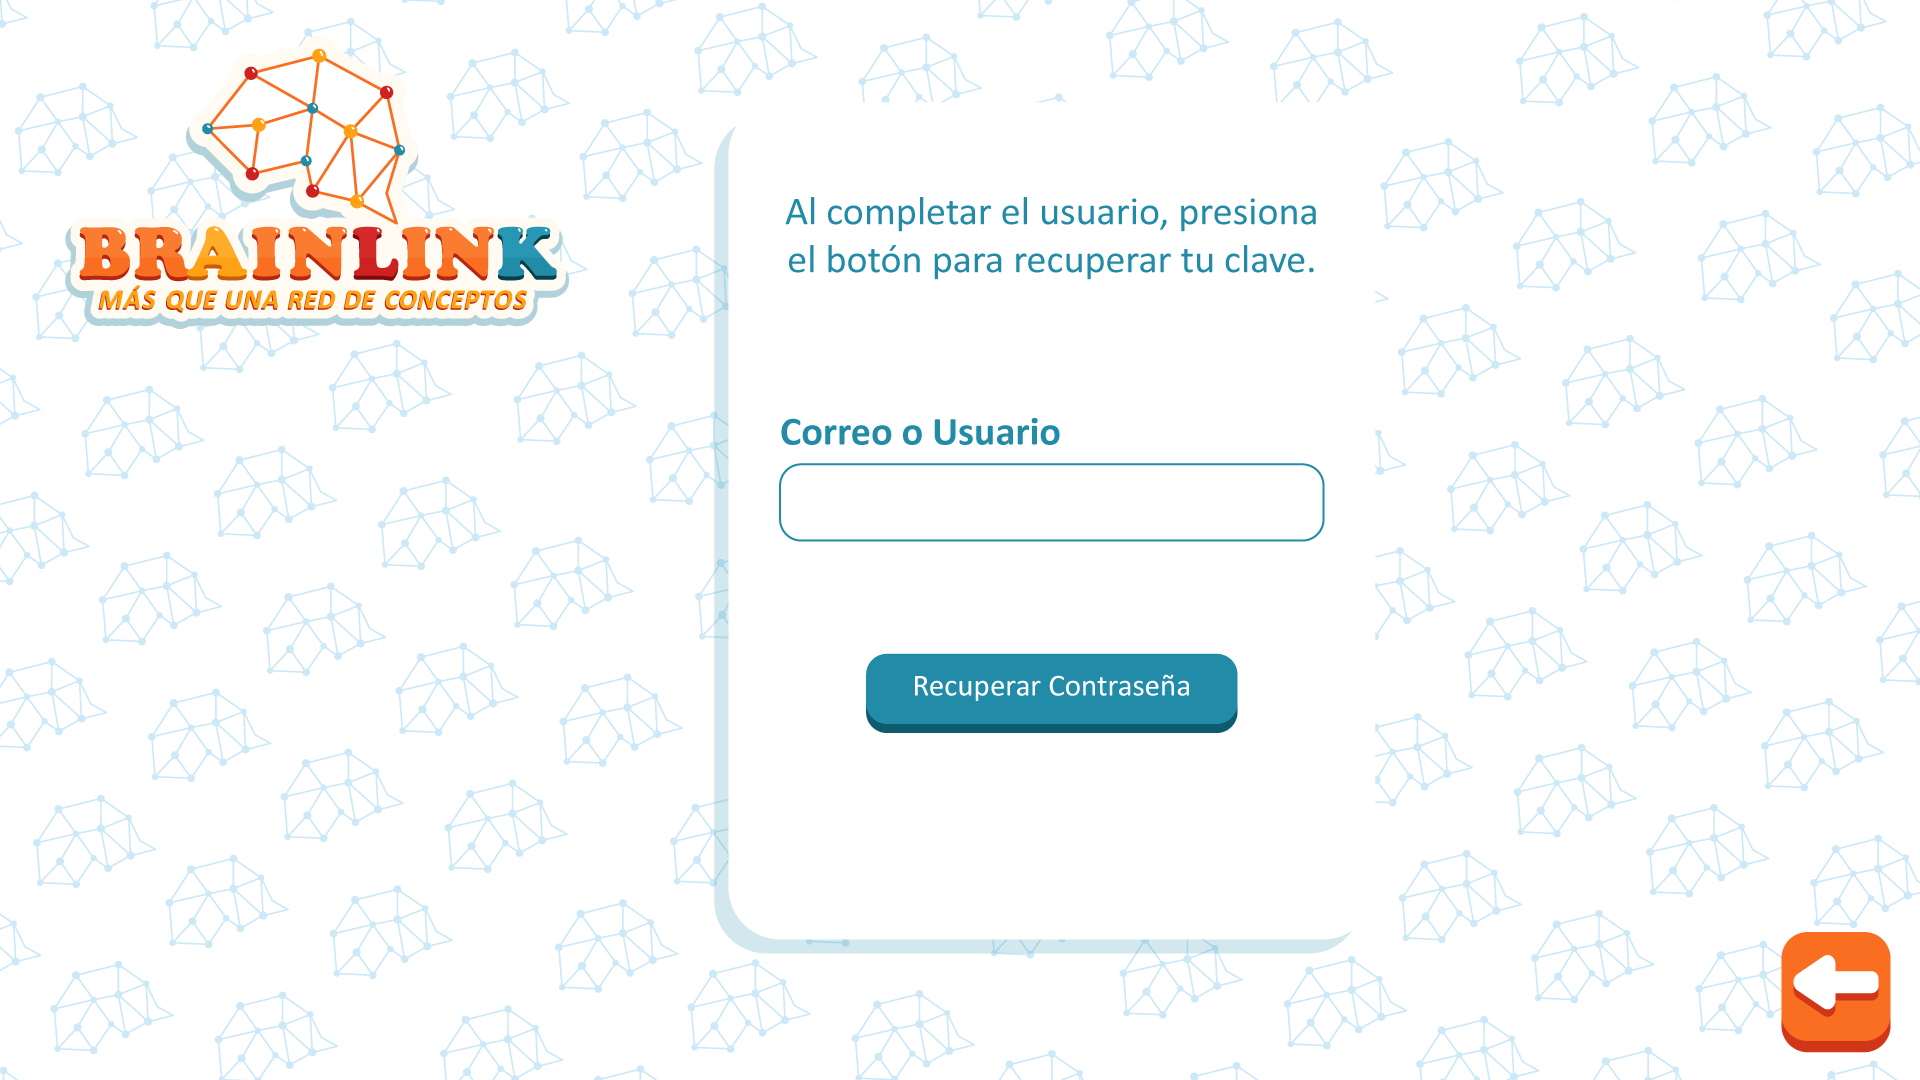 BRAINLINK
MÁS QUE UNA RED DE CONCEPTOS
Al completar el usuario, presiona
el botón para recuperar tu clave.
Correo o Usuario
Recuperar Contraseña